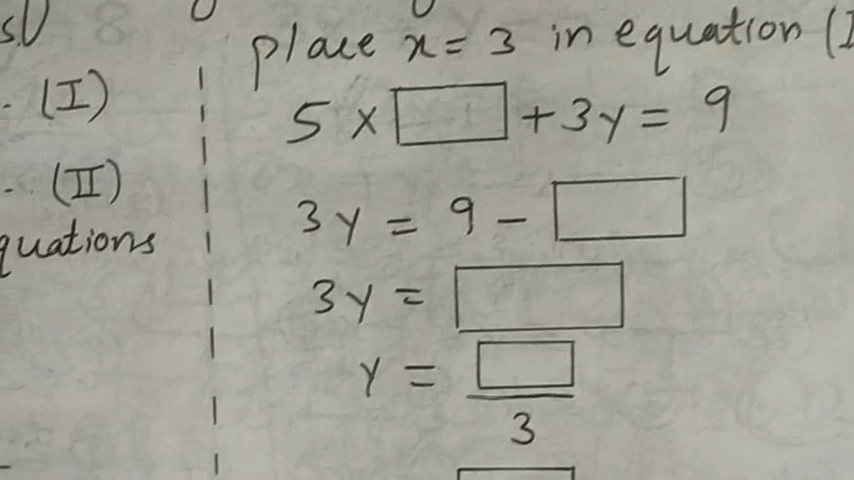 place x = 3 in equation (I
5 × + 3y = 9
3y = 9 -
3y =
y =
3
- (I)
- (II)
quations